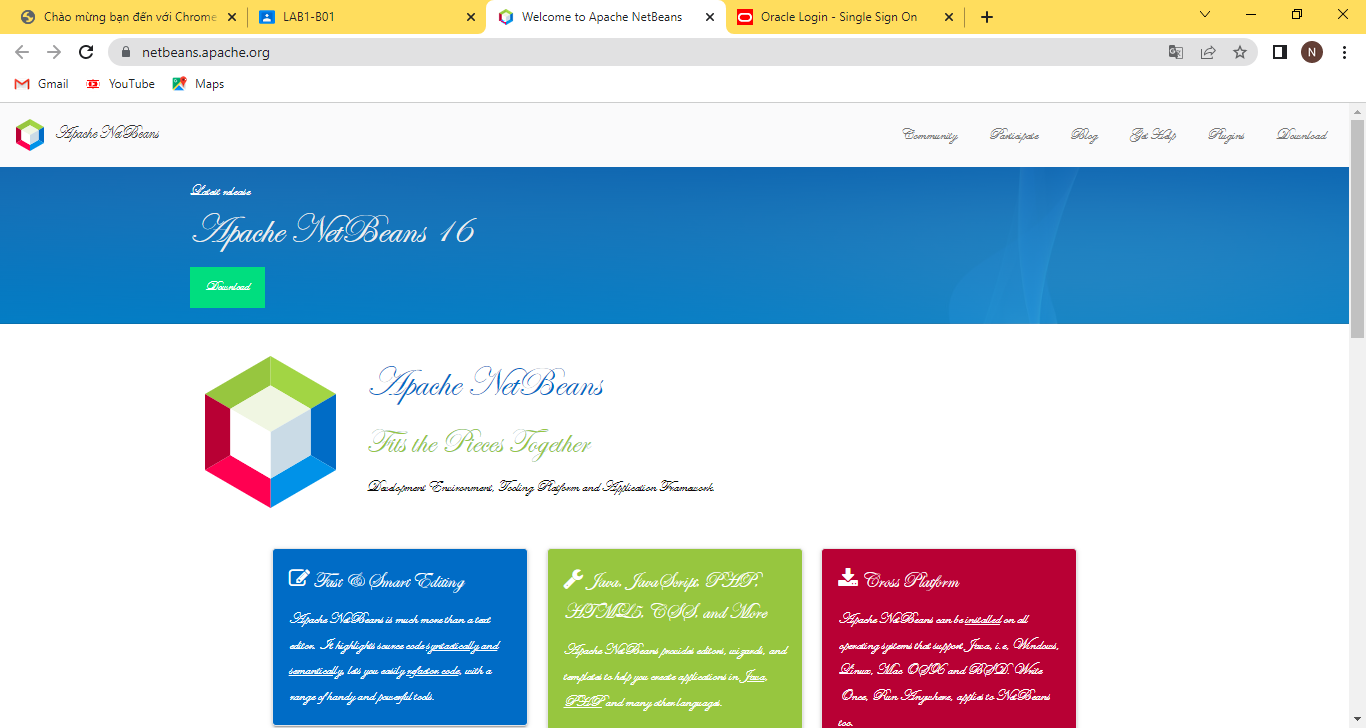 Chào mừng bạn đến với Chrome
LAB1-B01
Welcome to Apache NetBeans
Oracle Login - Single Sign On
netbeans.apache.org
N
Gmail
YouTube
Maps
Apache NetBeans
Community
Participate
Blog
Get Help
Plugins
Download
Latest release
Apache NetBeans 16
Download
Apache NetBeans
Fits the Pieces Together
Development Environment, Tooling Platform and Application Framework.
Fast & Smart Editing
Apache NetBeans is much more than a text
editor. It highlights source code syntactically and
semantically, lets you easily refactor code, with a
range of handy and powerful tools.
Java, JavaScript, PHP,
HTML5, CSS, and More
Apache NetBeans provides editors, wizards, and
templates to help you create applications in Java,
PHP and many other languages.
Cross Platform
Apache NetBeans can be installed on all
operating systems that support Java, i.e, Windows,
Linux, Mac OSX and BSD. Write
Once, Run Anywhere, applies to NetBeans
too.